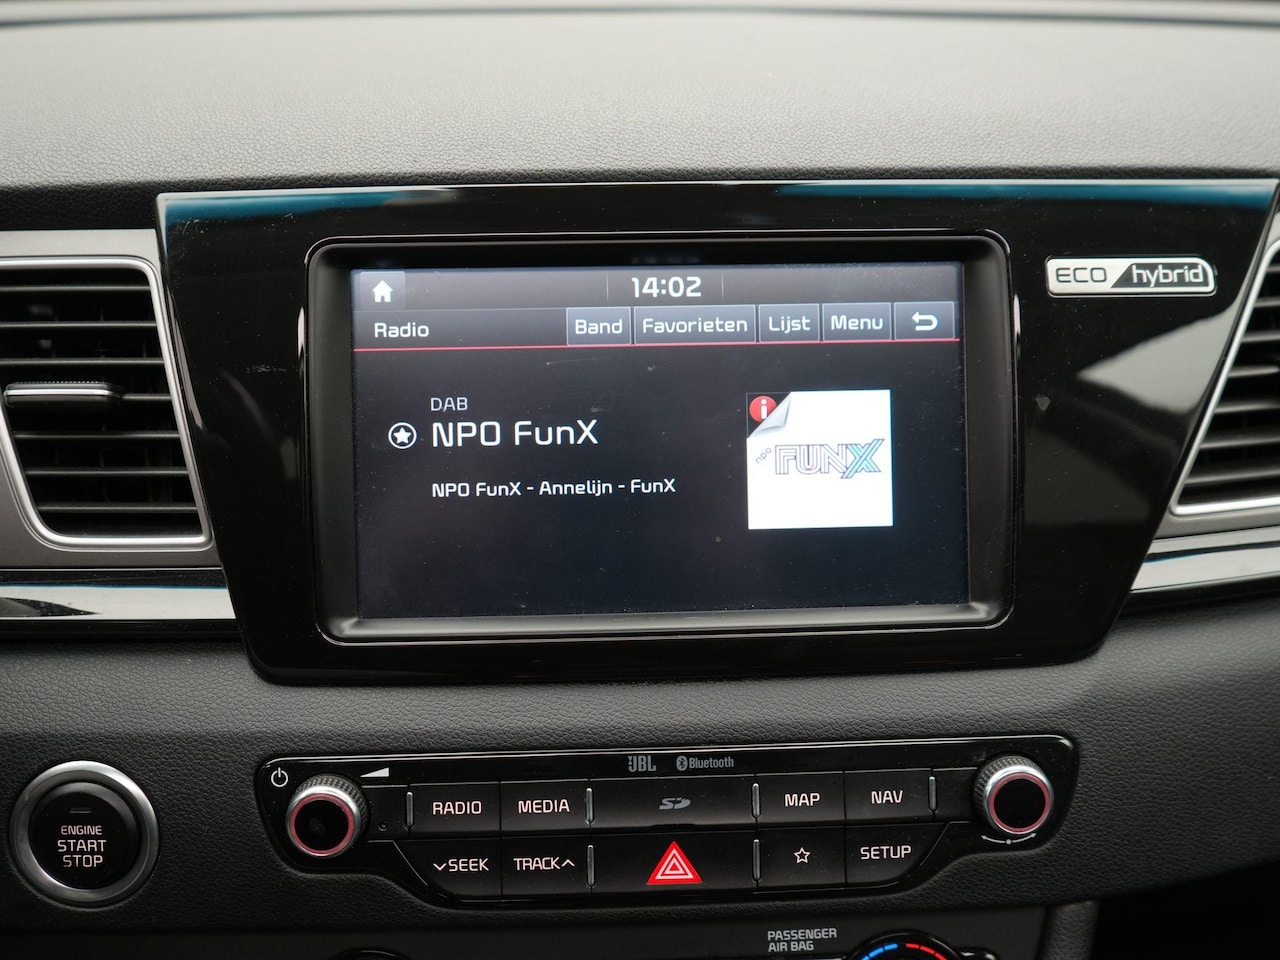 14:02
Radio
Band
Favorieten
Lijst
Menu
ECO hybrid
DAB
NPO FunX
NPO FunX - Annelijn - FunX
i
npo FUNX
JBL Bluetooth
RADIO
MEDIA
SD
MAP
NAV
SEEK
TRACK
SETUP
ENGINE
START
STOP
PASSENGER
AIR BAG